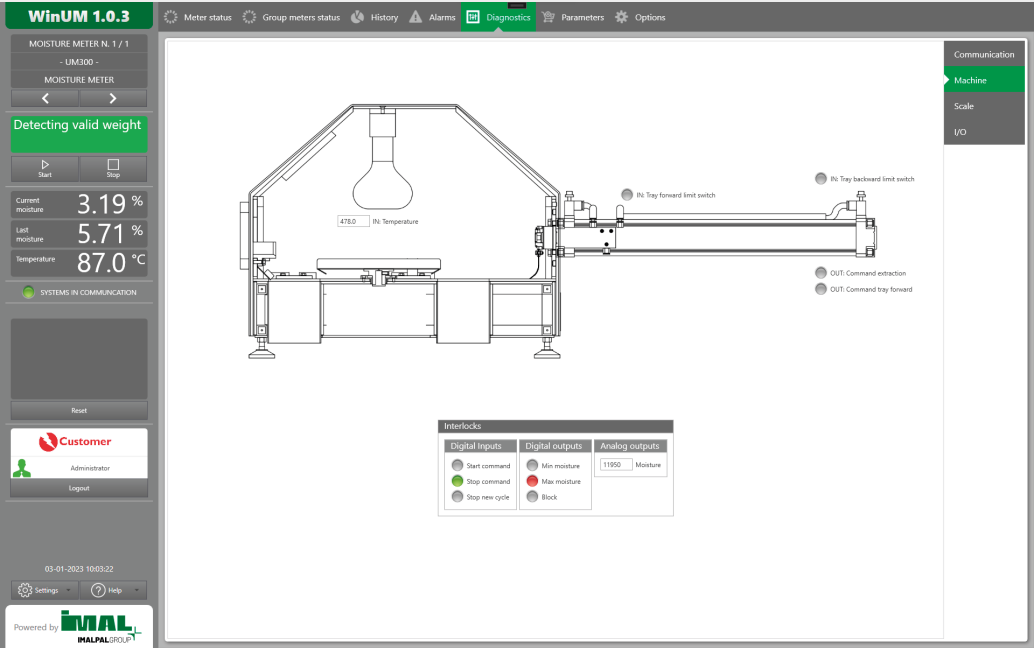 WinUM 1.0.3
Meter status
Group meters status
History
Alarms
Diagnostics
Parameters
Options
MOISTURE METER N. 1 / 1
- UM300 -
MOISTURE METER
Detecting valid weight
Start
Stop
Current moisture 3.19 %
Last moisture 5.71 %
Temperature 87.0 °C
SYSTEMS IN COMMUNCATION
Reset
Customer
Administrator
Logout
03-01-2023 10:03:22
Settings
Help
Powered by IMAL
IMALPALGROUP
Communication
Machine
Scale
I/O
IN: Tray backward limit switch
IN: Tray forward limit switch
478.0 IN: Temperature
OUT: Command extraction
OUT: Command tray forward
Interlocks
Digital Inputs
Start command
Stop command
Stop new cycle
Digital outputs
Min moisture
Max moisture
Block
Analog outputs
11950 Moisture